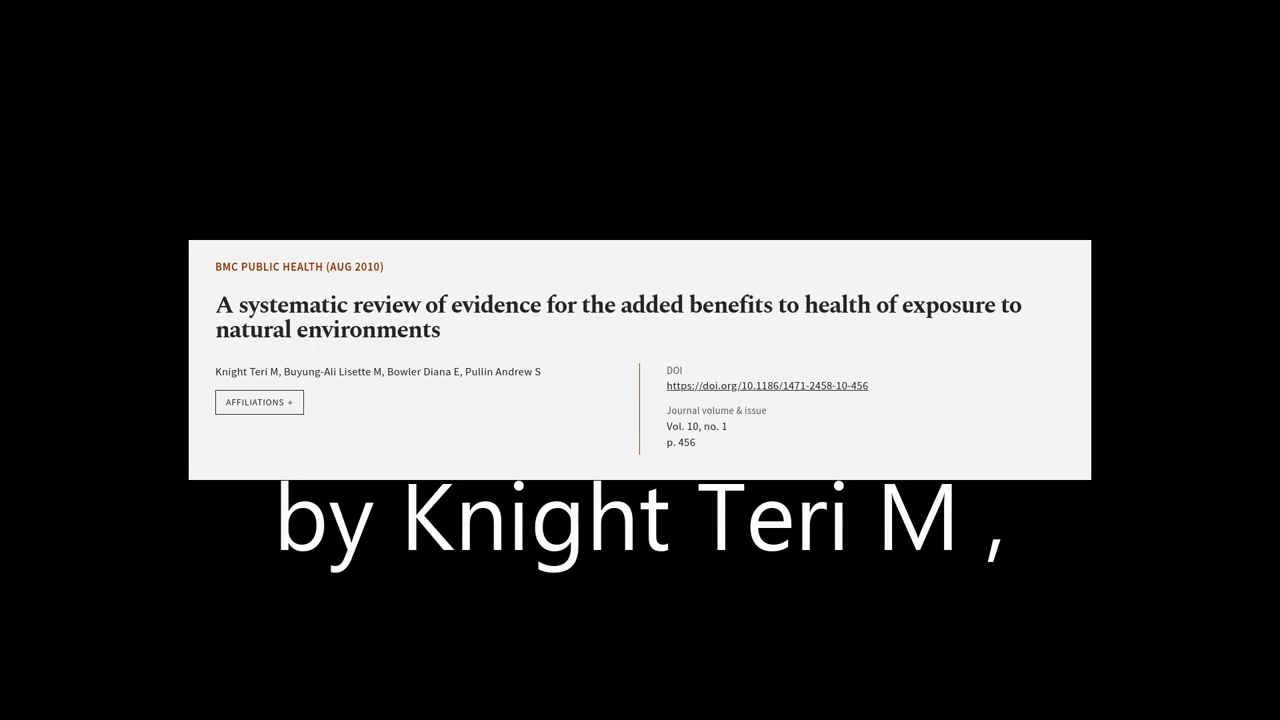 BMC PUBLIC HEALTH (AUG 2010)
A systematic review of evidence for the added benefits to health of exposure to
natural environments
Knight Teri M, Buyung-Ali Lisette M, Bowler Diana E, Pullin Andrew S
AFFILIATIONS +
DOI
https://doi.org/10.1186/1471-2458-10-456
Journal volume & issue
Vol. 10, no. 1
p. 456
by Knight Teri M ,